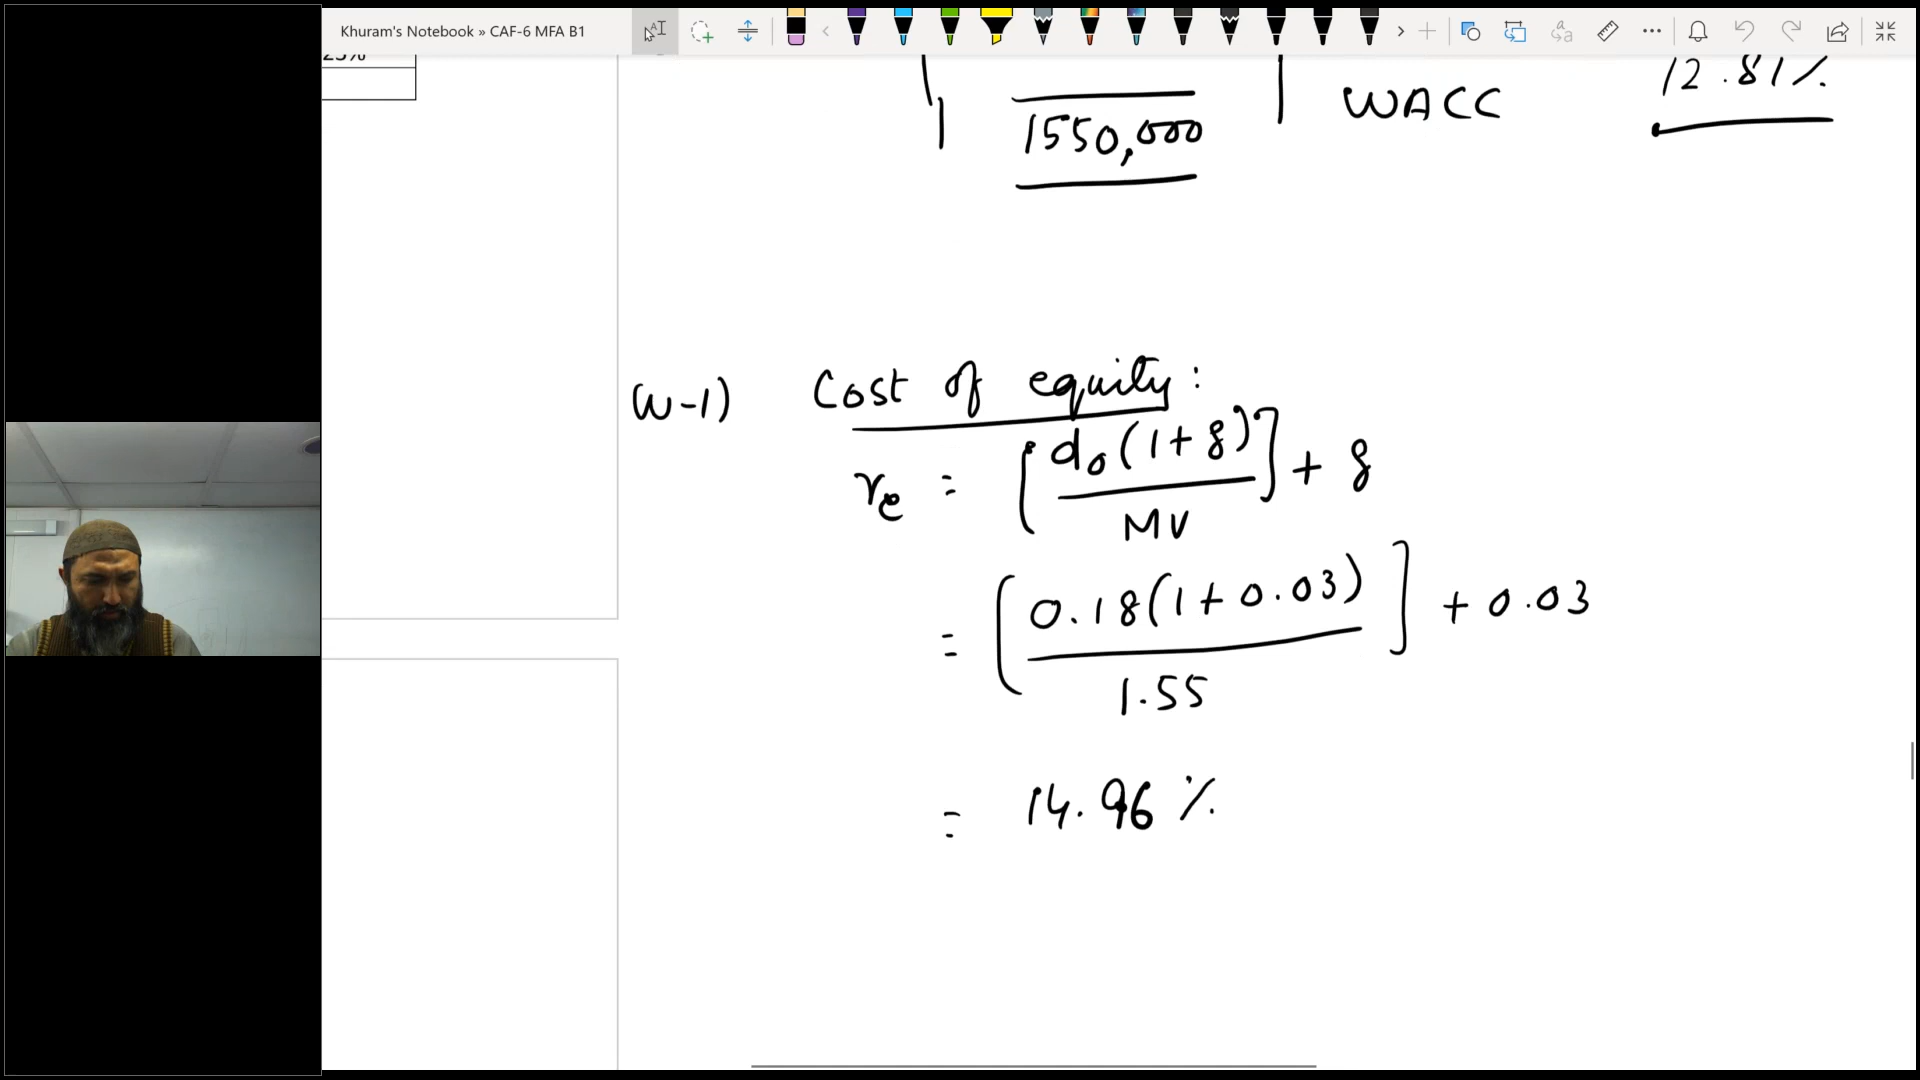 Khuram's Notebook » CAF-6 MFA B1
25%
12.81%
WACC
1550,000
(W-1) Cost of equity:
re = [d0(1+g) / MV] + g
= [0.18(1+0.03) / 1.55] + 0.03
= 14.96 %